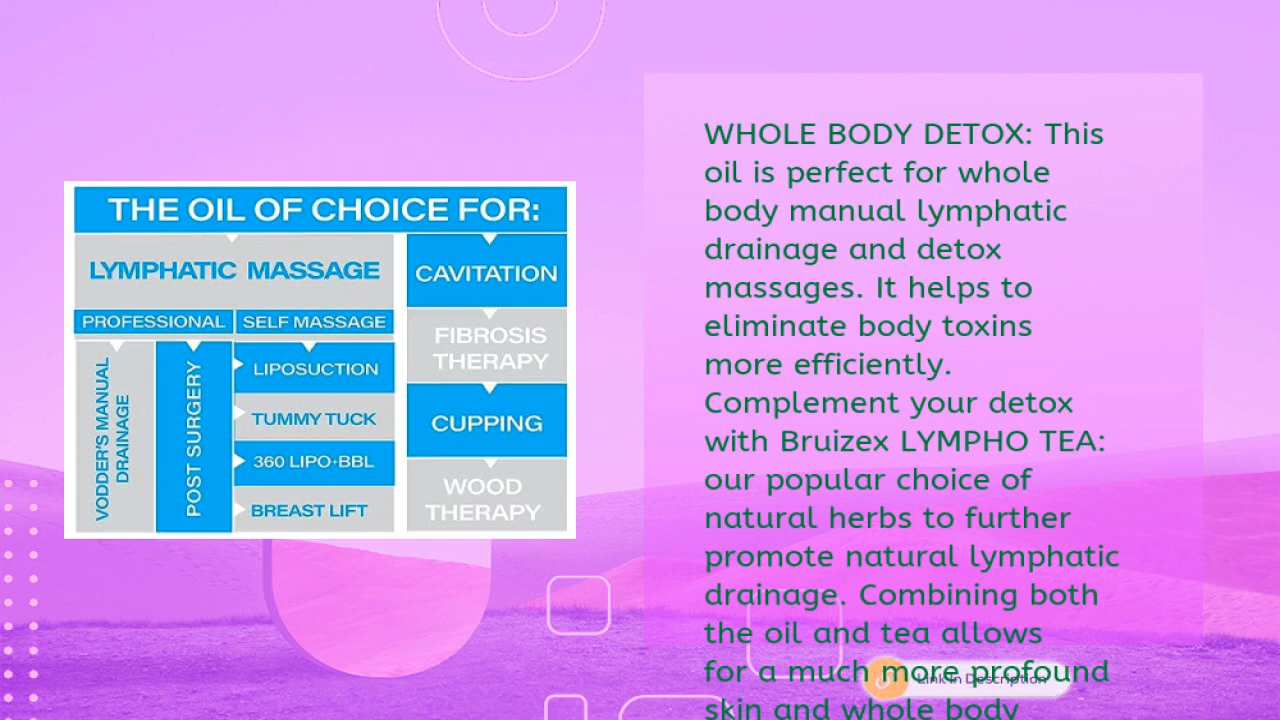 THE OIL OF CHOICE FOR:
LYMPHATIC MASSAGE
PROFESSIONAL
SELF MASSAGE
VODDER'S MANUAL
DRAINAGE
POST SURGERY
LIPOSUCTION
TUMMY TUCK
360 LIPO+BBL
BREAST LIFT
CAVITATION
FIBROSIS
THERAPY
CUPPING
WOOD
THERAPY
WHOLE BODY DETOX: This
oil is perfect for whole
body manual lymphatic
drainage and detox
massages. It helps to
eliminate body toxins
more efficiently.
Complement your detox
with Bruizex LYMPHO TEA:
our popular choice of
natural herbs to further
promote natural lymphatic
drainage. Combining both
the oil and tea allows
for a much more profound
skin and whole body
Link in Description